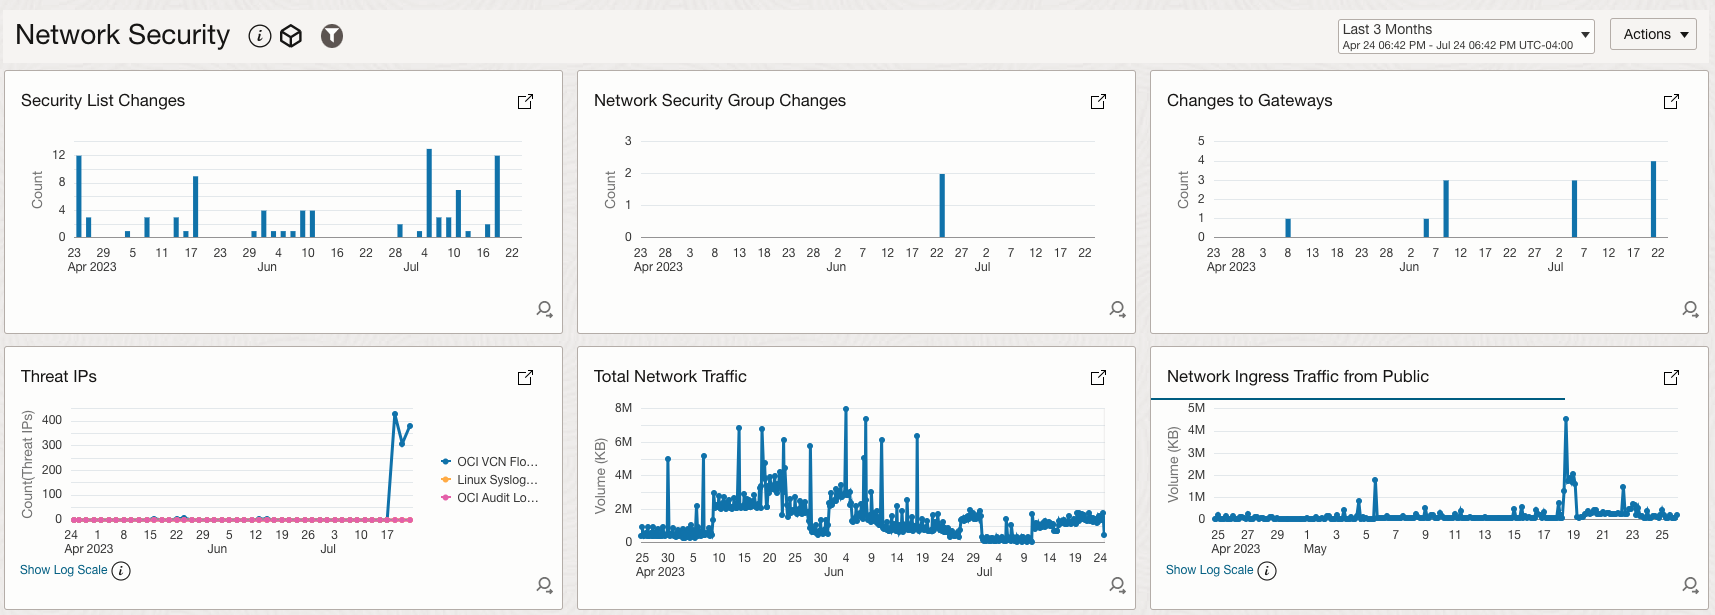 Network Security
Last 3 Months
Apr 24 06:42 PM - Jul 24 06:42 PM UTC-04:00
Actions
Security List Changes
Count
12
8
4
0
23 29 5 11 17 23 29 4 10 16 22 28 4 10 16 22
Apr 2023 Jun Jul
Network Security Group Changes
Count
3
2
1
0
23 28 3 8 13 18 23 28 2 7 12 17 22 27 2 7 12 17 22
Apr 2023 Jun Jul
Changes to Gateways
Count
5
4
3
2
1
0
23 28 3 8 13 18 23 28 2 7 12 17 22 27 2 7 12 17 22
Apr 2023 Jun Jul
Threat IPs
Count(Threat IPs)
400
300
200
100
0
24 1 8 15 22 29 5 12 19 26 3 10 17
Apr 2023 Jun Jul
OCI VCN Flo...
Linux Syslog...
OCI Audit Lo...
Show Log Scale
Total Network Traffic
Volume (KB)
8M
6M
4M
2M
0
25 30 5 10 15 20 25 30 4 9 14 19 24 29 4 9 14 19 24
Apr 2023 Jun Jul
Network Ingress Traffic from Public
Volume (KB)
5M
4M
3M
2M
1M
0
25 27 29 1 3 5 7 9 11 13 15 17 19 21 23 25
Apr 2023 May
Show Log Scale